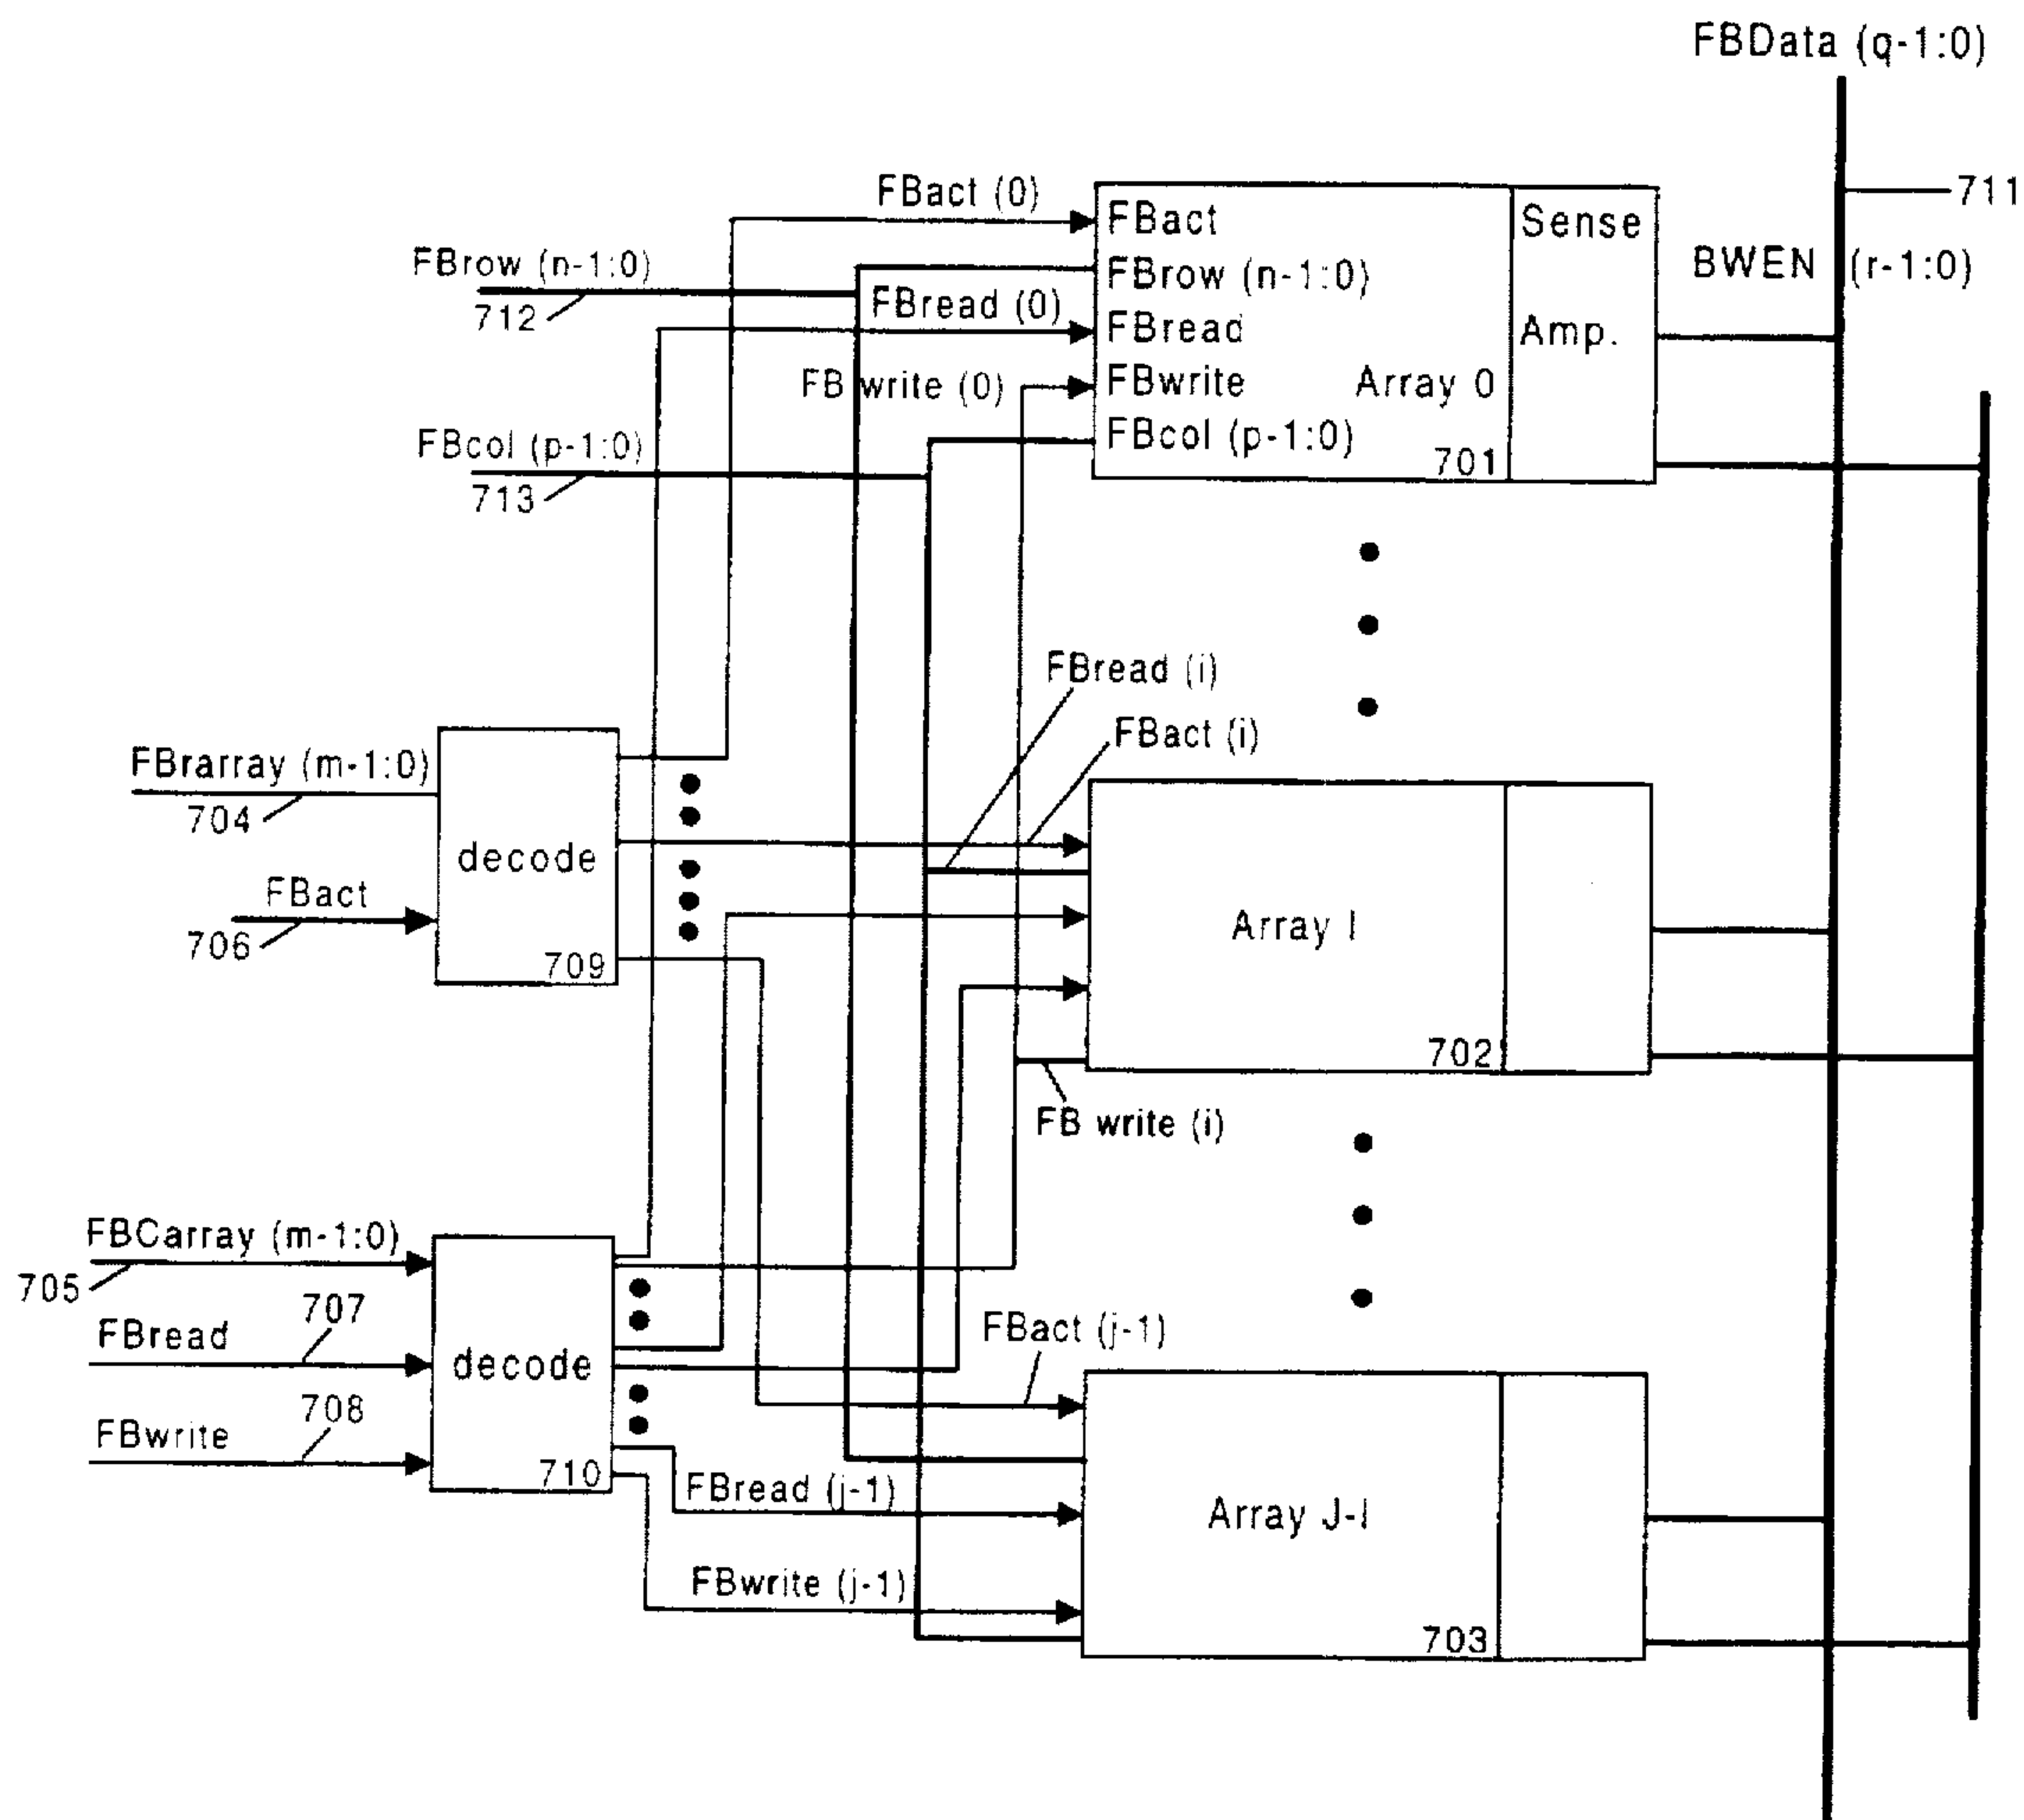 FBData (q-1:0)
711
BWEN (r-1:0)
FBact (0)
FBrow (n-1:0)
712
FBread (0)
FB write (0)
FBcol (p-1:0)
713
FBact
FBrow (n-1:0)
FBread
FBwrite Array 0
FBcol (p-1:0)
701
Sense
Amp.
FBread (i)
FBact (i)
FBrarray (m-1:0)
704
decode
FBact
706
709
Array I
702
FB write (i)
FBCarray (m-1:0)
705
707
FBread
decode
708
FBwrite
710
FBact (j-1)
FBread (j-1)
Array J-I
FBwrite (j-1)
703